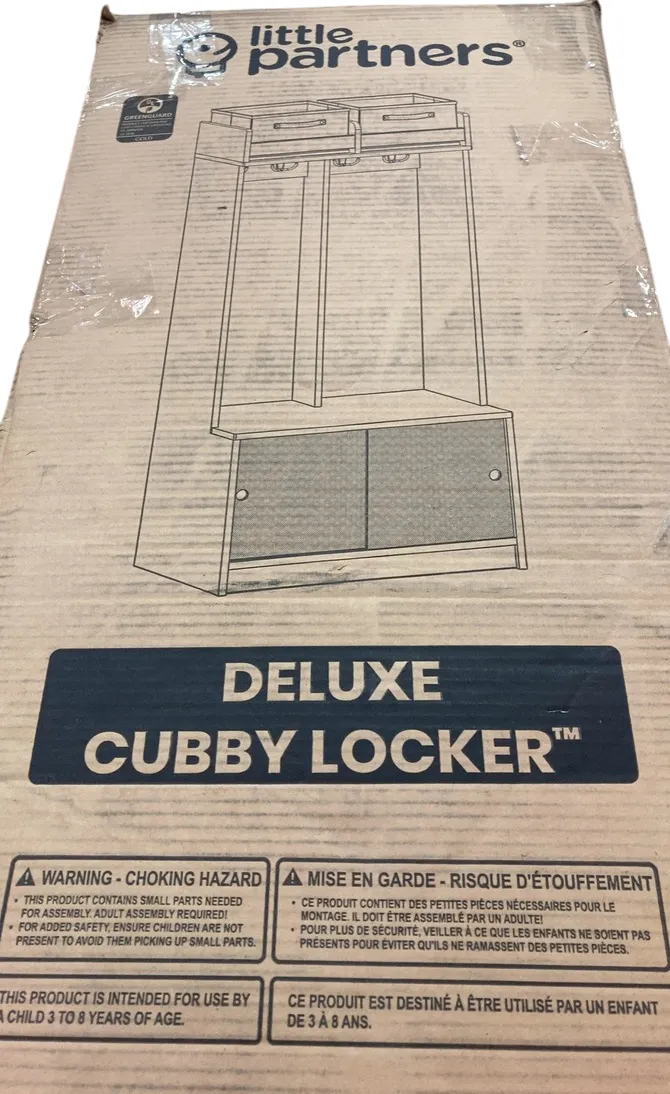 little
partners®
GREENGUARD
GOLD
DELUXE
CUBBY LOCKER™
WARNING - CHOKING HAZARD
• THIS PRODUCT CONTAINS SMALL PARTS NEEDED
FOR ASSEMBLY. ADULT ASSEMBLY REQUIRED!
• FOR ADDED SAFETY, ENSURE CHILDREN ARE NOT
PRESENT TO AVOID THEM PICKING UP SMALL PARTS.
MISE EN GARDE - RISQUE D'ÉTOUFFEMENT
• CE PRODUIT CONTIENT DES PETITES PIÈCES NÉCESSAIRES POUR LE
MONTAGE. IL DOIT ÊTRE ASSEMBLÉ PAR UN ADULTE!
• POUR PLUS DE SÉCURITÉ, VEILLER À CE QUE LES ENFANTS NE SOIENT PAS
PRÉSENTS POUR ÉVITER QU'ILS NE RAMASSENT DES PETITES PIÈCES.
THIS PRODUCT IS INTENDED FOR USE BY
A CHILD 3 TO 8 YEARS OF AGE.
CE PRODUIT EST DESTINÉ À ÊTRE UTILISÉ PAR UN ENFANT
DE 3 À 8 ANS.